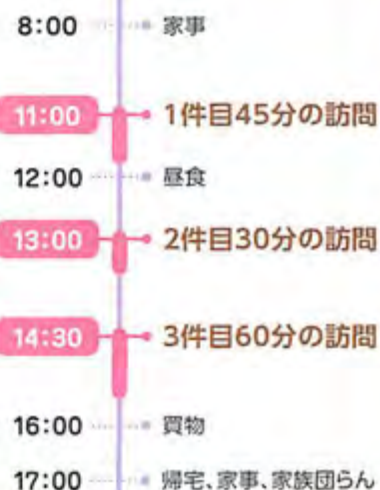 8:00 家事
11:00 1件目45分の訪問
12:00 昼食
13:00 2件目30分の訪問
14:30 3件目60分の訪問
16:00 買物
17:00 帰宅、家事、家族団らん